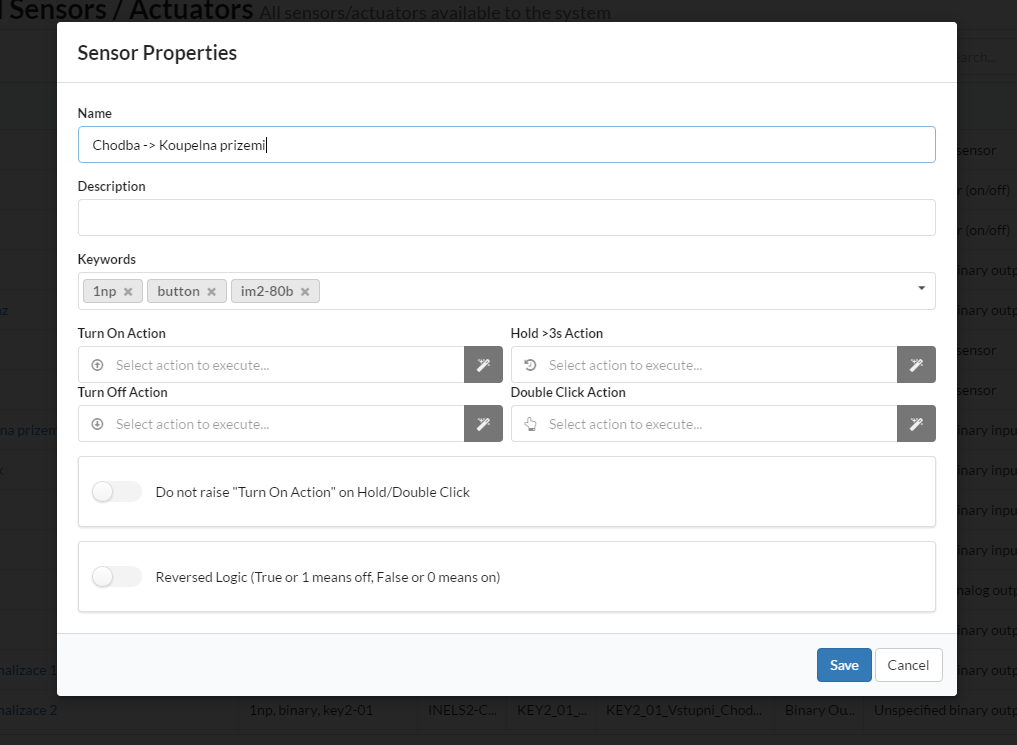 Sensors / Actuators All sensors/actuators available to the system
Sensor Properties
Name
Chodba -> Koupelna prizemi
Description
Keywords
1np button im2-80b
Turn On Action Hold >3s Action
Select action to execute... Select action to execute...
Turn Off Action Double Click Action
Select action to execute... Select action to execute...
Do not raise "Turn On Action" on Hold/Double Click
Reversed Logic (True or 1 means off, False or 0 means on)
Save Cancel
arch...
sensor
r (on/off)
r (on/off)
inary outp
az inary outp
sensor
sensor
na prizem inary inpu
k inary inpu
inary inpu
inary inpu
nalog outp
inary outp
nalizace 1 inary outp
nalizace 2 1np, binary, key2-01 INELS2-C... KEY2_01_... KEY2_01_Vstupni_Chod... Binary Ou... Unspecified binary outp